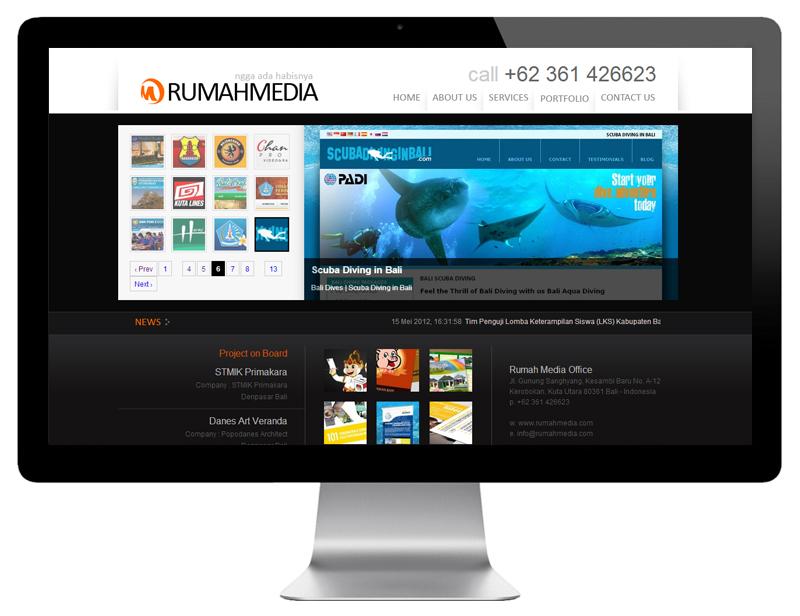 ngga ada habisnya
RUMAHMEDIA
call +62 361 426623
HOME
ABOUT US
SERVICES
PORTFOLIO
CONTACT US
Chan
PRO
KUTA LINES
‹ Prev 1 4 5 6 7 8 13
Next ›
SCUBA DIVING IN BALI
SCUBADIVINGINBALI.com
HOME
ABOUT US
CONTACT
TESTIMONIALS
BLOG
PADI
Start your
dive adventure
today
Scuba Diving in Bali
Bali Dives | Scuba Diving in Bali
BALI SCUBA DIVING
Feel the Thrill of Bali Diving with us Bali Aqua Diving
NEWS
15 Mei 2012, 16:31:58 Tim Penguji Lomba Keterampilan Siswa (LKS) Kabupaten Ba
Project on Board
STMIK Primakara
Company : STMIK Primakara
Denpasar Bali
Danes Art Veranda
Company : Popodanes Architect
Denpasar Bali
101
Rumah Media Office
Jl. Gunung Sanghyang, Kesambi Baru No. A-12
Kerobokan, Kuta Utara 80361 Bali - Indonesia
p. +62 361 426623
w. www.rumahmedia.com
e. info@rumahmedia.com